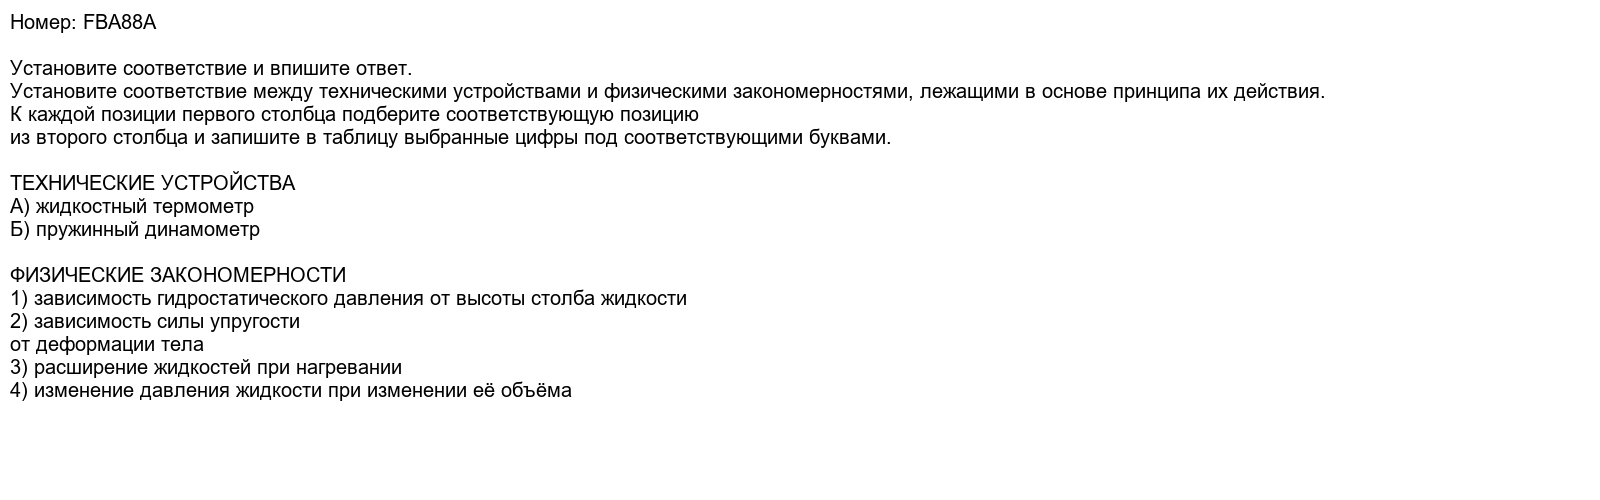 Номер: FBA88A
Установите соответствие и впишите ответ.
Установите соответствие между техническими устройствами и физическими закономерностями, лежащими в основе принципа их действия.
К каждой позиции первого столбца подберите соответствующую позицию
из второго столбца и запишите в таблицу выбранные цифры под соответствующими буквами.
ТЕХНИЧЕСКИЕ УСТРОЙСТВА
А) жидкостный термометр
Б) пружинный динамометр
ФИЗИЧЕСКИЕ ЗАКОНОМЕРНОСТИ
1) зависимость гидростатического давления от высоты столба жидкости
2) зависимость силы упругости
от деформации тела
3) расширение жидкостей при нагревании
4) изменение давления жидкости при изменении её объёма